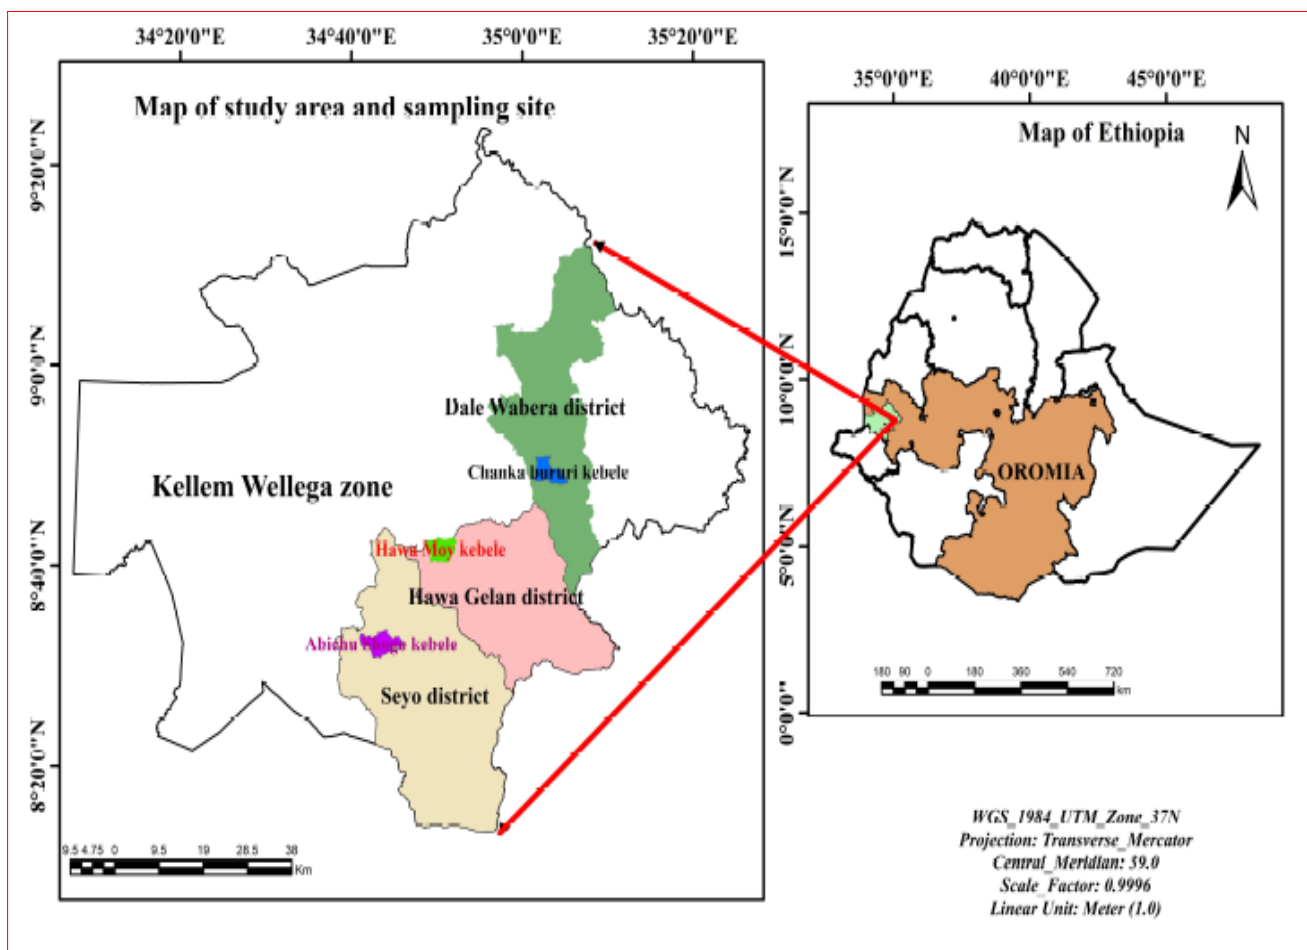 34°20'0"E 34°40'0"E 35°0'0"E 35°20'0"E
Map of study area and sampling site
9°20'0"N
9°0'0"N
8°40'0"N
8°20'0"N
Dale Wabera district
Chanka bururi kebele
Kellem Wellega zone
Hawa Moy kebele
Hawa Gelan district
Abichu kebele
Seyo district
9.5 4.75 0 9.5 19 28.5 38
Km
35°0'0"E 40°0'0"E 45°0'0"E
Map of Ethiopia
N
15°0'0"N
10°0'0"N
5°0'0"N
0°0'0"
OROMIA
180 90 0 180 360 540 720
km
WGS_1984_UTM_Zone_37N
Projection: Transverse_Mercator
Central_Meridian: 39.0
Scale_Factor: 0.9996
Linear Unit: Meter (1.0)